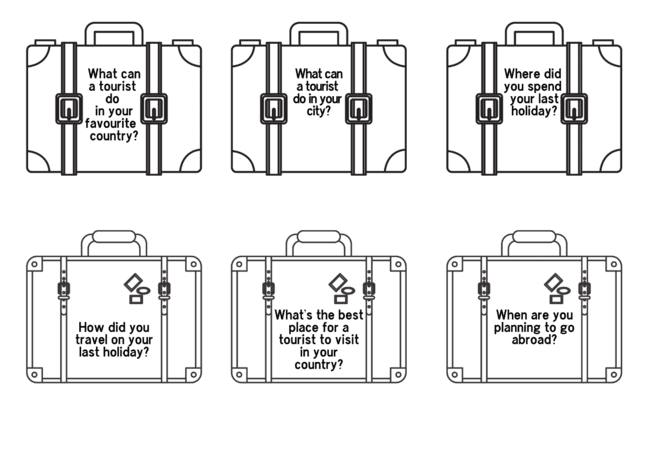 What can
a tourist
do
in your
favourite
country?
What can
a tourist
do in your
city?
Where did
you spend
your last
holiday?
How did you
travel on your
last holiday?
What's the best
place for a
tourist to visit
in your
country?
When are you
planning to go
abroad?